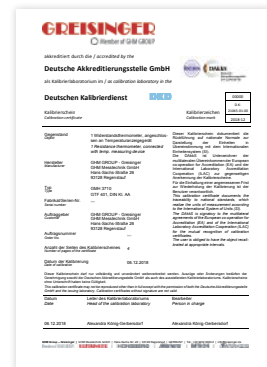 GREISINGER
Member of GHM GROUP
akkreditiert durch die / accredited by the
Deutsche Akkreditierungsstelle GmbH
als Kalibrierlaboratorium im / as calibration laboratory in the
Deutschen Kalibrierdienst
DKD
Kalibrierschein
Calibration certificate
Kalibrierzeichen
Calibration mark
00000
D-K-
2018-12
Gegenstand
Object
1 Widerstandsthermometer, angeschlos-
sen an Temperaturanzeigegerät
1 Resistance thermometer, connected
with temp. measuring device
Hersteller
Manufacturer
GHM GROUP - Greisinger
GHM Messtechnik GmbH
Hans-Sachs-Straße 26
93128 Regenstauf
Typ
Type
GMH 3710
GTF 401, DIN Kl. AA
Fabrikat/Serien-Nr.
Serial number
Auftraggeber
Customer
GHM GROUP - Greisinger
GHM Messtechnik GmbH
Hans-Sachs-Straße 26
93128 Regenstauf
Auftragsnummer
Order No.
Anzahl der Seiten des Kalibrierscheines
Number of pages of the certificate
4
Datum der Kalibrierung
Date of calibration
06.12.2018
Dieser Kalibrierschein dokumentiert die
Rückführung auf nationale Normale zur
Darstellung der Einheiten in
Übereinstimmung mit dem Internationalen
Einheitensystem (SI).
Die DAkkS ist Unterzeichner der
multilateralen Übereinkommen der European
co-operation for Accreditation (EA) und der
International Laboratory Accreditation
Cooperation (ILAC) zur gegenseitigen
Anerkennung der Kalibrierscheine.
Für die Einhaltung einer angemessenen Frist
zur Wiederholung der Kalibrierung ist der
Benutzer verantwortlich.
This calibration certificate documents the
traceability to national standards, which
realize the units of measurement according
to the International System of Units (SI).
The DAkkS is signatory to the multilateral
agreements of the European co-operation for
Accreditation (EA) and of the International
Laboratory Accreditation Cooperation (ILAC)
for the mutual recognition of calibration
certificates.
The user is obliged to have the object recali-
brated at appropriate intervals.
Datum
Date
Leiter des Kalibrierlaboratoriums
Head of the calibration laboratory
Bearbeiter
Person in charge
06.12.2018
Alexandra König-Gerbersdorf
Alexandra König-Gerbersdorf